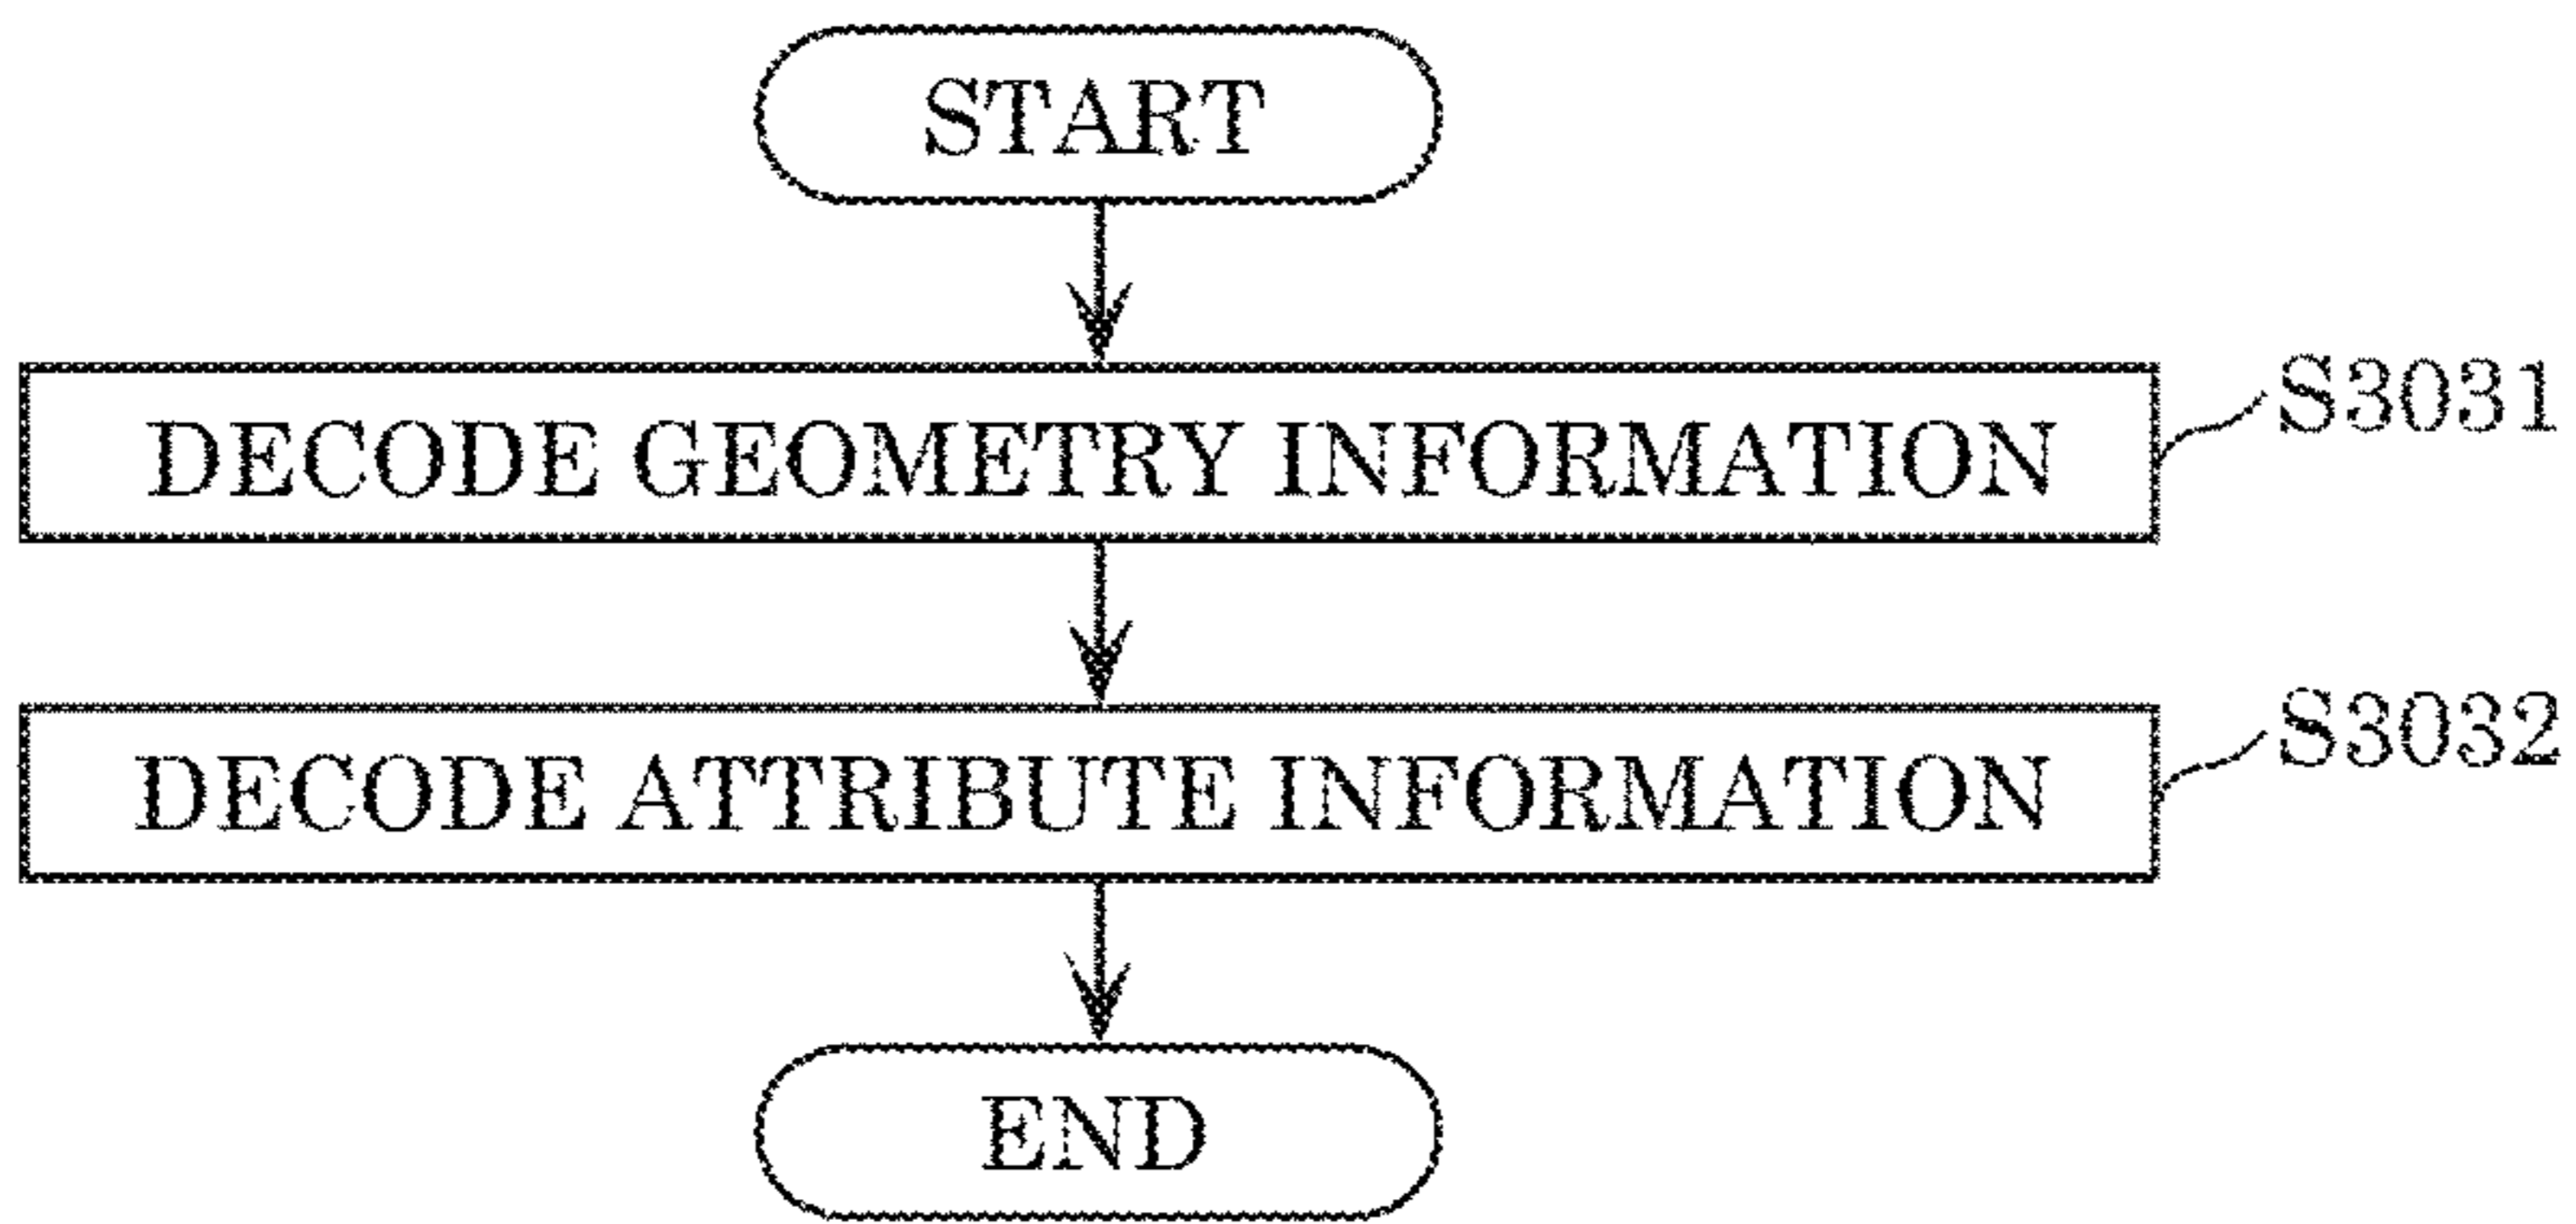 START
DECODE GEOMETRY INFORMATION
S3031
DECODE ATTRIBUTE INFORMATION
S3032
END